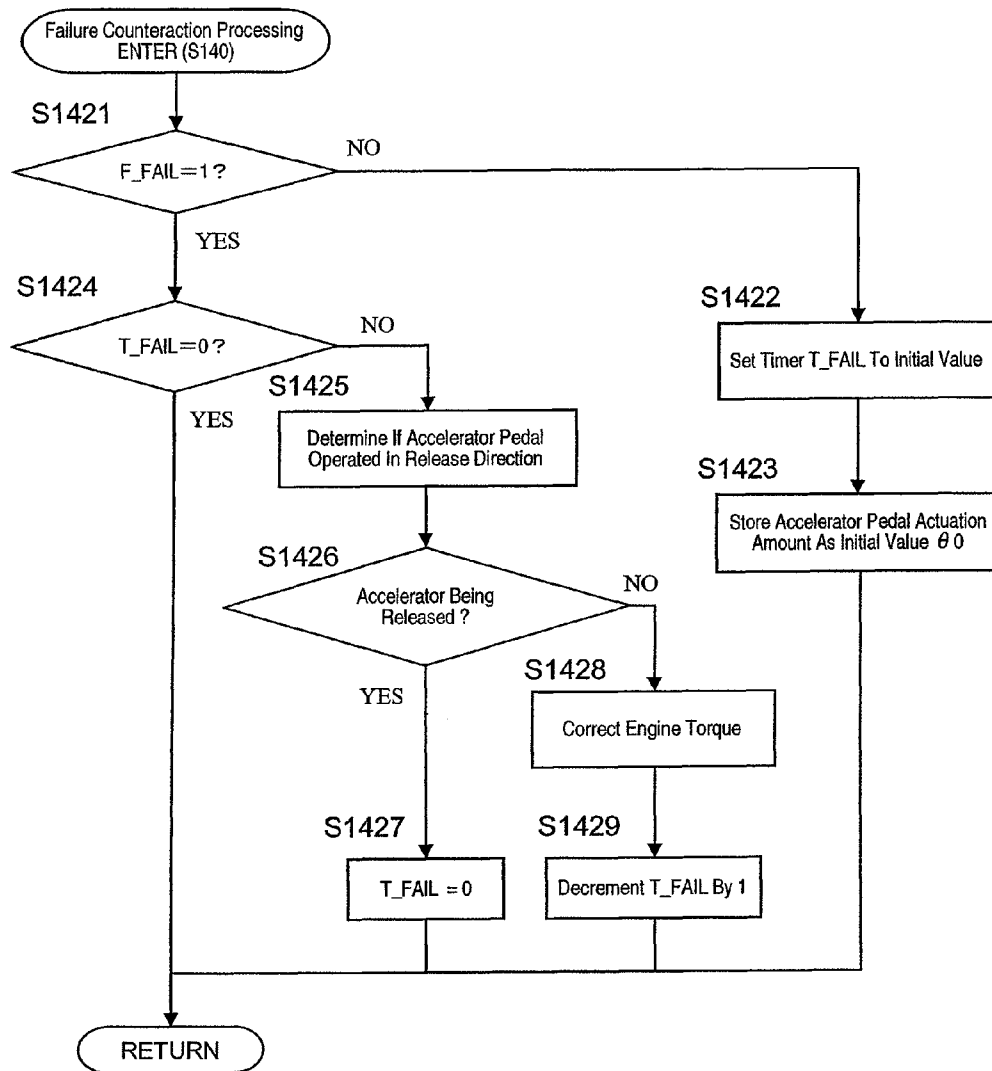 Failure Counteraction Processing
ENTER (S140)
S1421
F_FAIL=1?
NO
YES
S1424
T_FAIL=0?
NO
YES
S1422
Set Timer T_FAIL To Initial Value
S1425
Determine If Accelerator Pedal
Operated In Release Direction
S1423
Store Accelerator Pedal Actuation
Amount As Initial Value θ0
S1426
Accelerator Being
Released?
NO
YES
S1428
Correct Engine Torque
S1427
T_FAIL = 0
S1429
Decrement T_FAIL By 1
RETURN